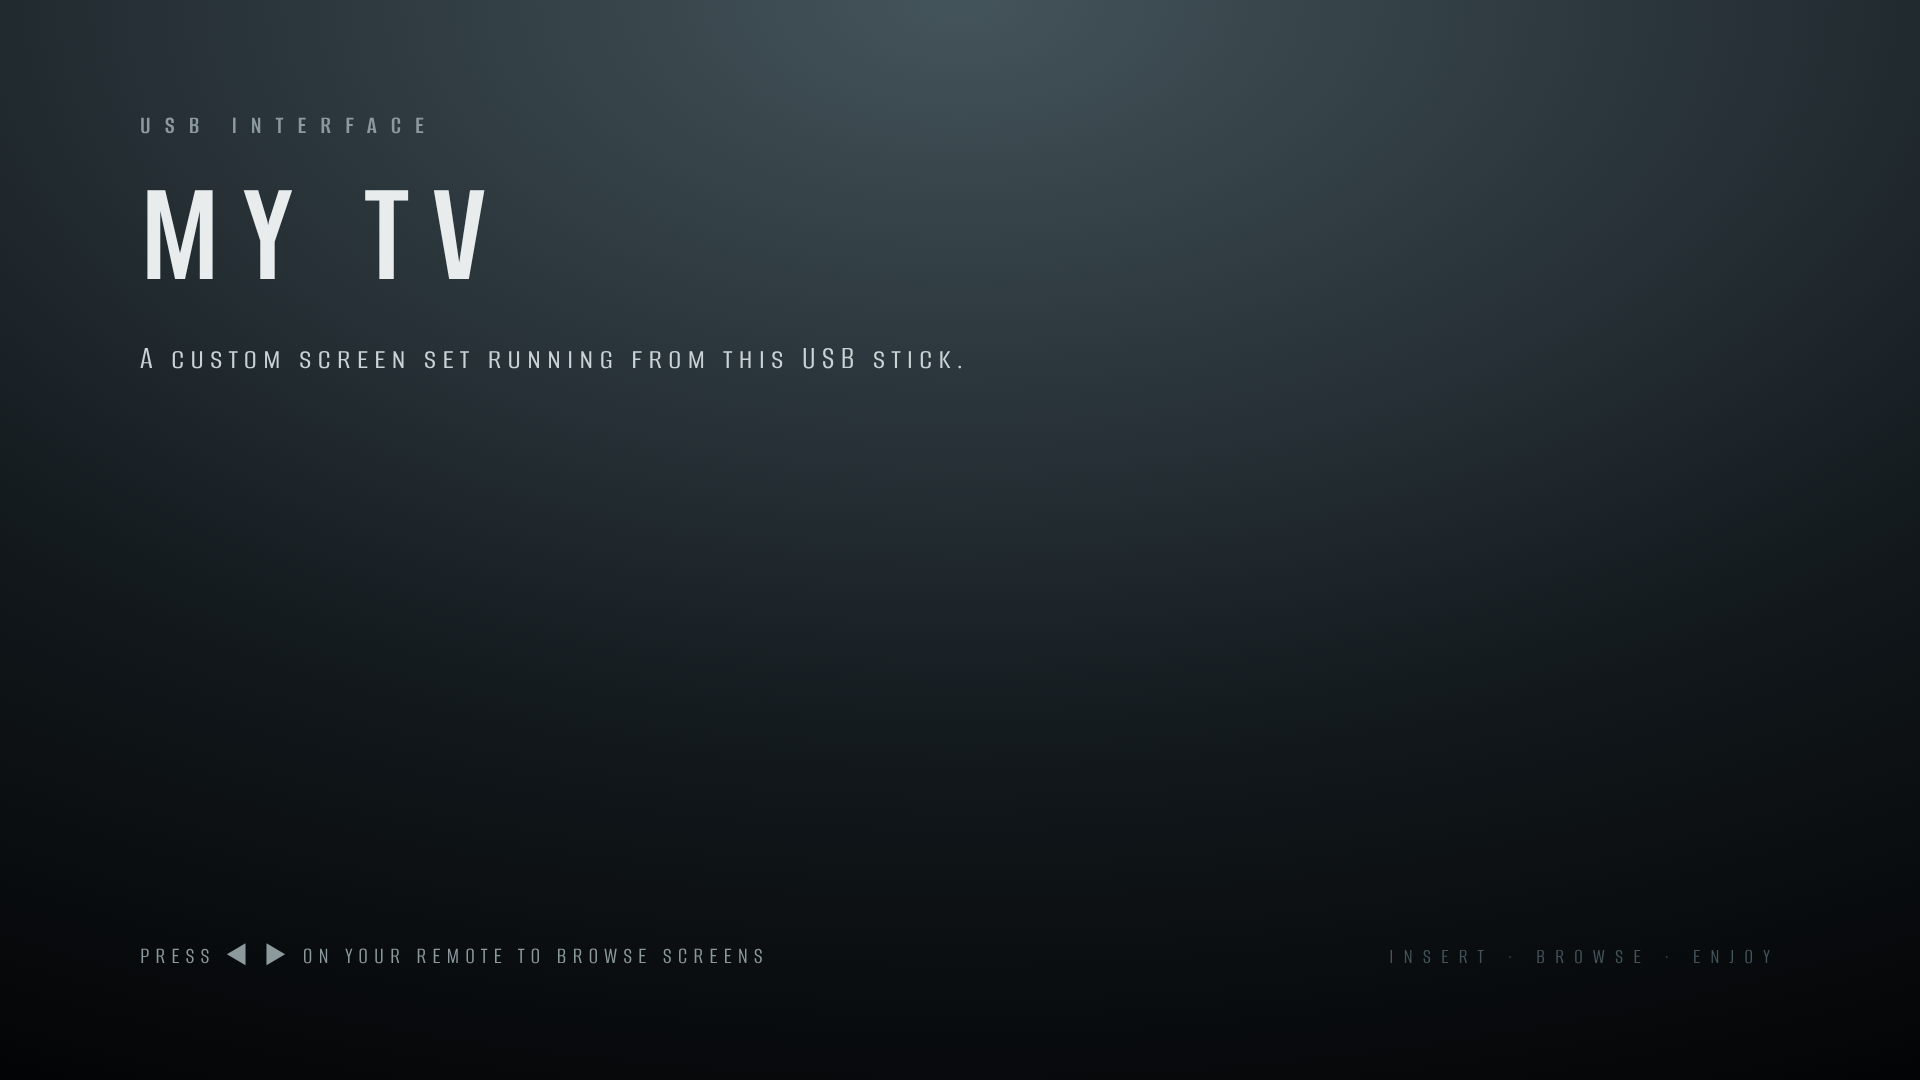 USB INTERFACE
MY TV
A custom screen set running from this USB stick.
PRESS ◀ ▶ ON YOUR REMOTE TO BROWSE SCREENS
INSERT · BROWSE · ENJOY